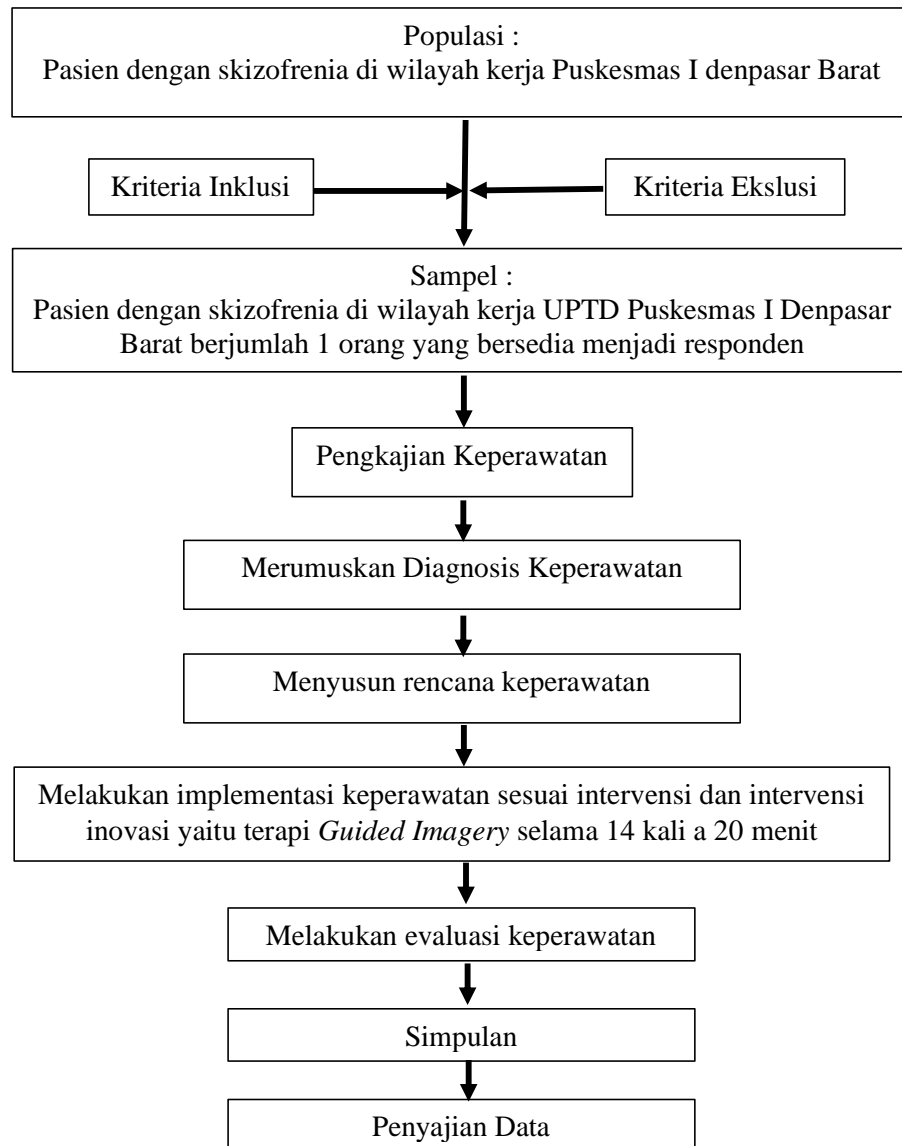 Populasi :
Pasien dengan skizofrenia di wilayah kerja Puskesmas I denpasar Barat
Kriteria Inklusi
Kriteria Ekslusi
Sampel :
Pasien dengan skizofrenia di wilayah kerja UPTD Puskesmas I Denpasar
Barat berjumlah 1 orang yang bersedia menjadi responden
Pengkajian Keperawatan
Merumuskan Diagnosis Keperawatan
Menyusun rencana keperawatan
Melakukan implementasi keperawatan sesuai intervensi dan intervensi
inovasi yaitu terapi Guided Imagery selama 14 kali a 20 menit
Melakukan evaluasi keperawatan
Simpulan
Penyajian Data